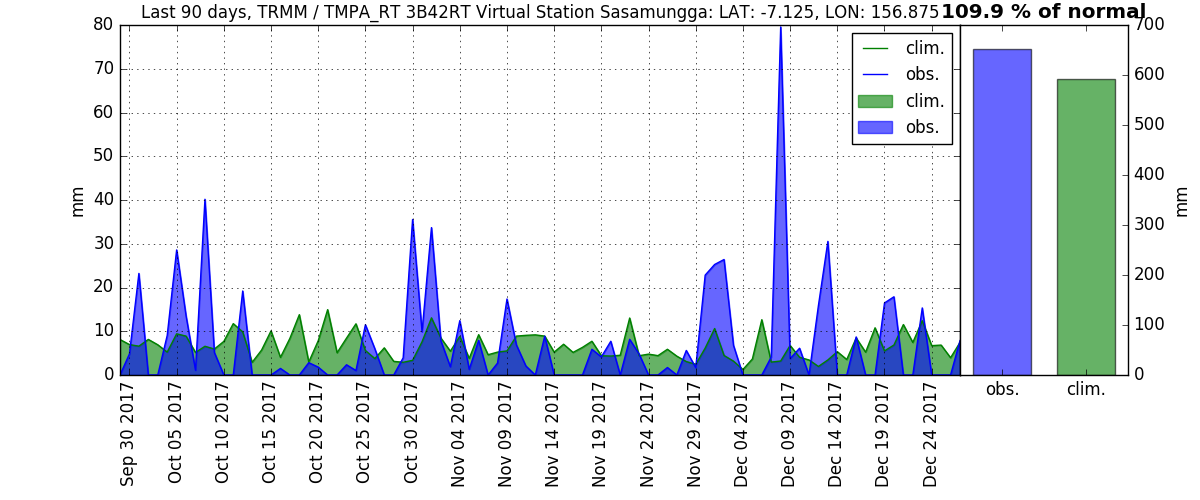 Last 90 days, TRMM / TMPA_RT 3B42RT Virtual Station Sasamungga: LAT: -7.125, LON: 156.875
109.9 % of normal
80
70
60
50
40
30
20
10
0
mm
clim.
obs.
clim.
obs.
700
600
500
400
300
200
100
0
mm
Sep 30 2017
Oct 05 2017
Oct 10 2017
Oct 15 2017
Oct 20 2017
Oct 25 2017
Oct 30 2017
Nov 04 2017
Nov 09 2017
Nov 14 2017
Nov 19 2017
Nov 24 2017
Nov 29 2017
Dec 04 2017
Dec 09 2017
Dec 14 2017
Dec 19 2017
Dec 24 2017
obs.
clim.